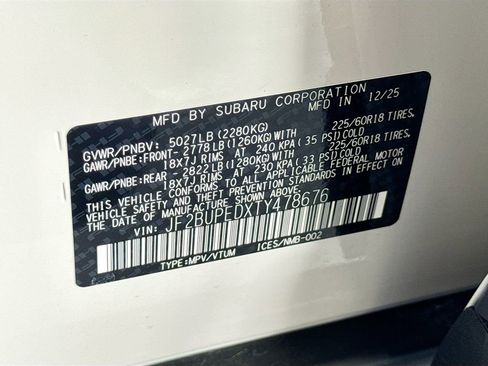 MFD BY SUBARU CORPORATION
MFD IN 12/25
GVWR/PNBV: 5027LB(2280KG)
GAWR/PNBE:FRONT-2778LB(1260KG)WITH 225/60R18 TIRES,
18X7J RIMS AT 240 KPA( 35 PSI)COLD
GAWR/PNBE:REAR -2822LB(1280KG)WITH 225/60R18 TIRES,
18X7J RIMS AT 230 KPA( 33 PSI)COLD
THIS VEHICLE CONFORMS TO ALL APPLICABLE FEDERAL MOTOR
VEHICLE SAFETY AND THEFT PREVENTION STANDARDS IN EFFECT ON
THE DATE OF MANUFACTURE SHOWN ABOVE.
VIN: JF2BUPEDXTY478676
TYPE:MPV/VTUM ICES/NMB-002